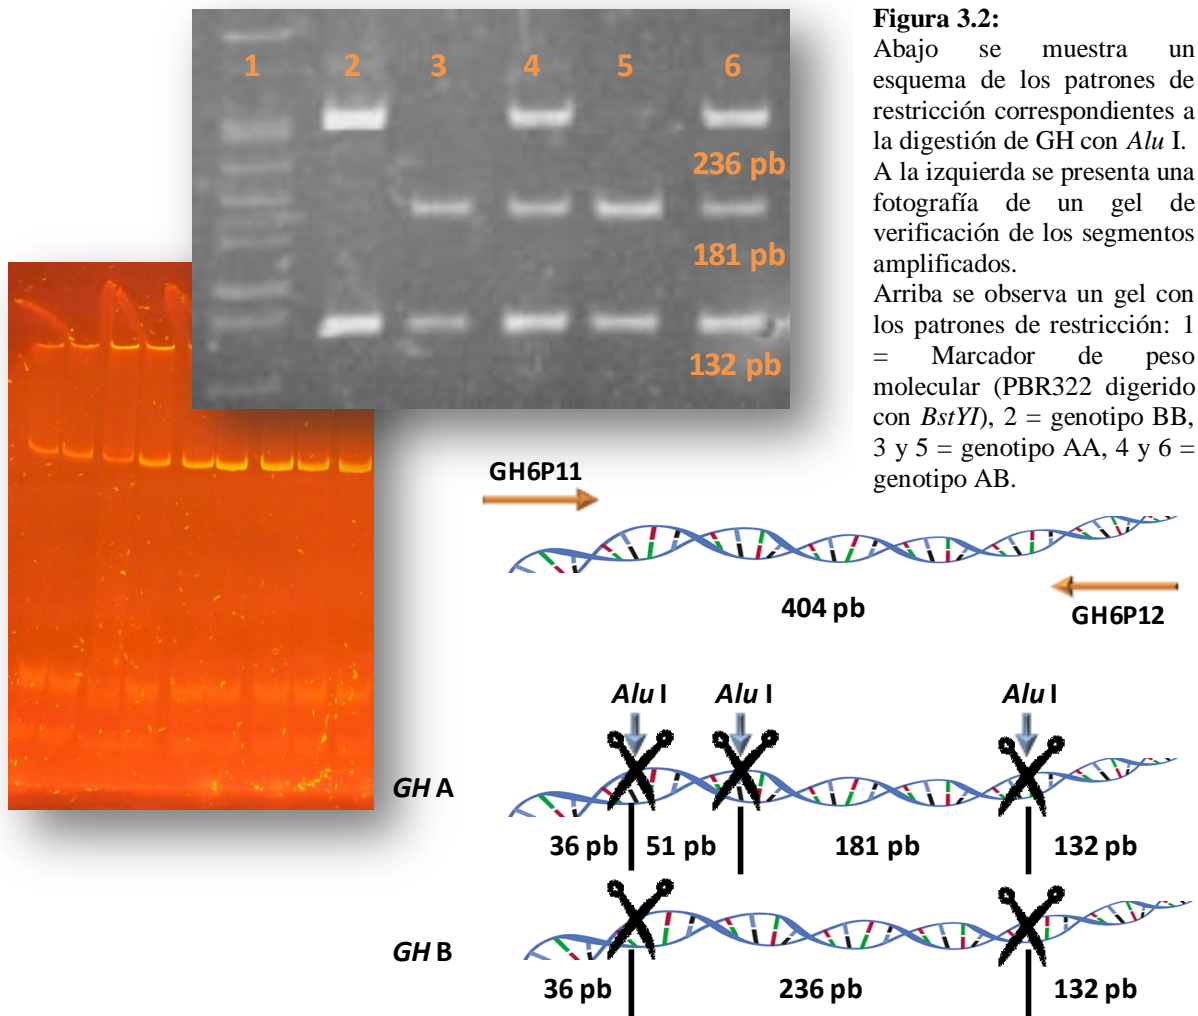 Figura 3.2:
Abajo se muestra un
esquema de los patrones de
restricción correspondientes a
la digestión de GH con Alu I.
A la izquierda se presenta una
fotografía de un gel de
verificación de los segmentos
amplificados.
Arriba se observa un gel con
los patrones de restricción: 1
= Marcador de peso
molecular (PBR322 digerido
con BstYI), 2 = genotipo BB,
3 y 5 = genotipo AA, 4 y 6 =
genotipo AB.
1 2 3 4 5 6
236 pb
181 pb
132 pb
GH6P11
404 pb
GH6P12
Alu I Alu I Alu I
GH A
36 pb 51 pb 181 pb 132 pb
GH B
36 pb 236 pb 132 pb